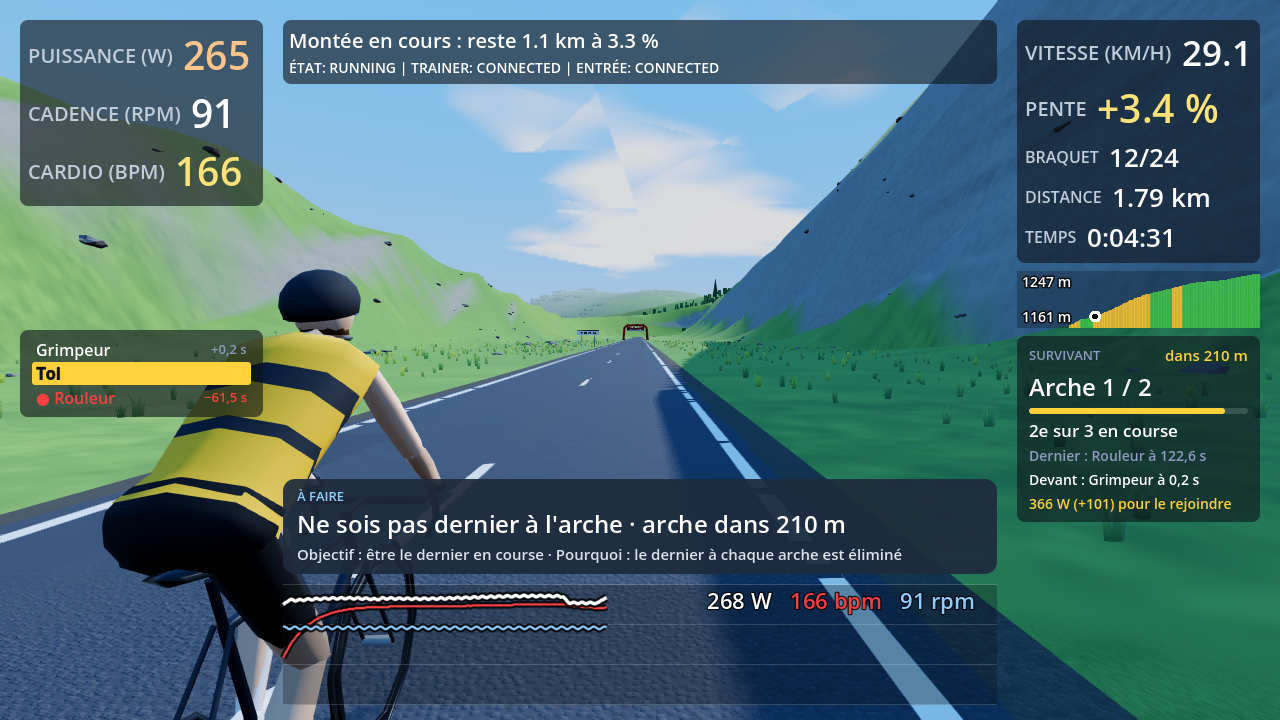 PUISSANCE (W) 265
CADENCE (RPM) 91
CARDIO (BPM) 166
Montée en cours : reste 1.1 km à 3.3 %
ÉTAT: RUNNING | TRAINER: CONNECTED | ENTRÉE: CONNECTED
VITESSE (KM/H) 29.1
PENTE +3.4 %
BRAQUET 12/24
DISTANCE 1.79 km
TEMPS 0:04:31
1247 m
1161 m
Grimpeur +0,2 s
Toi
Rouleur −61,5 s
SURVIVANT dans 210 m
Arche 1 / 2
2e sur 3 en course
Dernier : Rouleur à 122,6 s
Devant : Grimpeur à 0,2 s
366 W (+101) pour le rejoindre
À FAIRE
Ne sois pas dernier à l'arche · arche dans 210 m
Objectif : être le dernier en course · Pourquoi : le dernier à chaque arche est éliminé
268 W 166 bpm 91 rpm